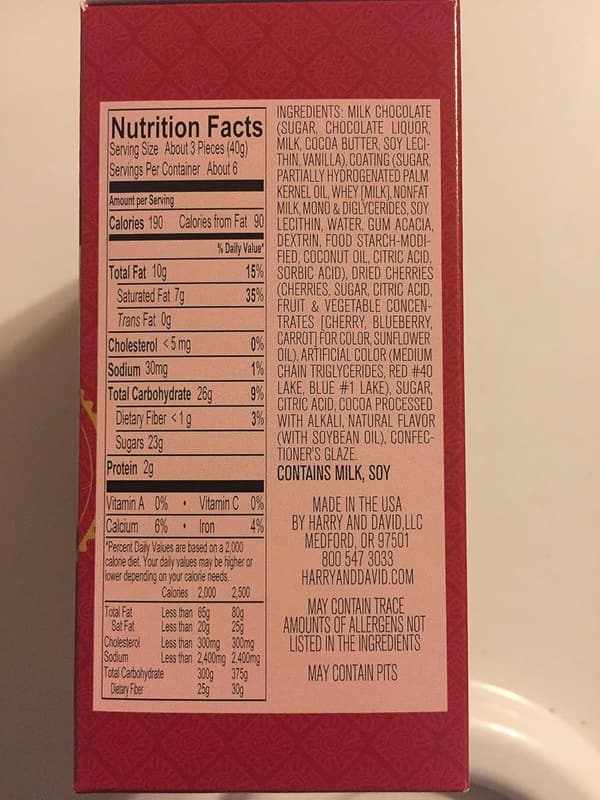 Nutrition Facts
Serving Size About 3 Pieces (40g)
Servings Per Container About 6
Amount per Serving
Calories 190 Calories from Fat 90
% Daily Value*
Total Fat 10g 15%
Saturated Fat 7g 35%
Trans Fat 0g
Cholesterol <5 mg 0%
Sodium 30mg 1%
Total Carbohydrate 26g 9%
Dietary Fiber <1 g 3%
Sugars 23g
Protein 2g
Vitamin A 0% • Vitamin C 0%
Calcium 6% • Iron 4%
*Percent Daily Values are based on a 2,000
calorie diet. Your daily values may be higher or
lower depending on your calorie needs.
Calories 2,000 2,500
Total Fat Less than 65g 80g
Sat Fat Less than 20g 25g
Cholesterol Less than 300mg 300mg
Sodium Less than 2,400mg 2,400mg
Total Carbohydrate 300g 375g
Dietary Fiber 25g 30g
INGREDIENTS: MILK CHOCOLATE
(SUGAR, CHOCOLATE LIQUOR,
MILK, COCOA BUTTER, SOY LECI-
THIN, VANILLA), COATING (SUGAR,
PARTIALLY HYDROGENATED PALM
KERNEL OIL, WHEY [MILK], NONFAT
MILK, MONO & DIGLYCERIDES, SOY
LECITHIN, WATER, GUM ACACIA,
DEXTRIN, FOOD STARCH-MODI-
FIED, COCONUT OIL, CITRIC ACID,
SORBIC ACID), DRIED CHERRIES
(CHERRIES, SUGAR, CITRIC ACID,
FRUIT & VEGETABLE CONCEN-
TRATES [CHERRY, BLUEBERRY,
CARROT] FOR COLOR, SUNFLOWER
OIL), ARTIFICIAL COLOR (MEDIUM
CHAIN TRIGLYCERIDES, RED #40
LAKE, BLUE #1 LAKE), SUGAR,
CITRIC ACID, COCOA PROCESSED
WITH ALKALI, NATURAL FLAVOR
(WITH SOYBEAN OIL), CONFEC-
TIONER'S GLAZE.
CONTAINS MILK, SOY
MADE IN THE USA
BY HARRY AND DAVID, LLC
MEDFORD, OR 97501
800 547 3033
HARRYANDDAVID.COM
MAY CONTAIN TRACE
AMOUNTS OF ALLERGENS NOT
LISTED IN THE INGREDIENTS
MAY CONTAIN PITS